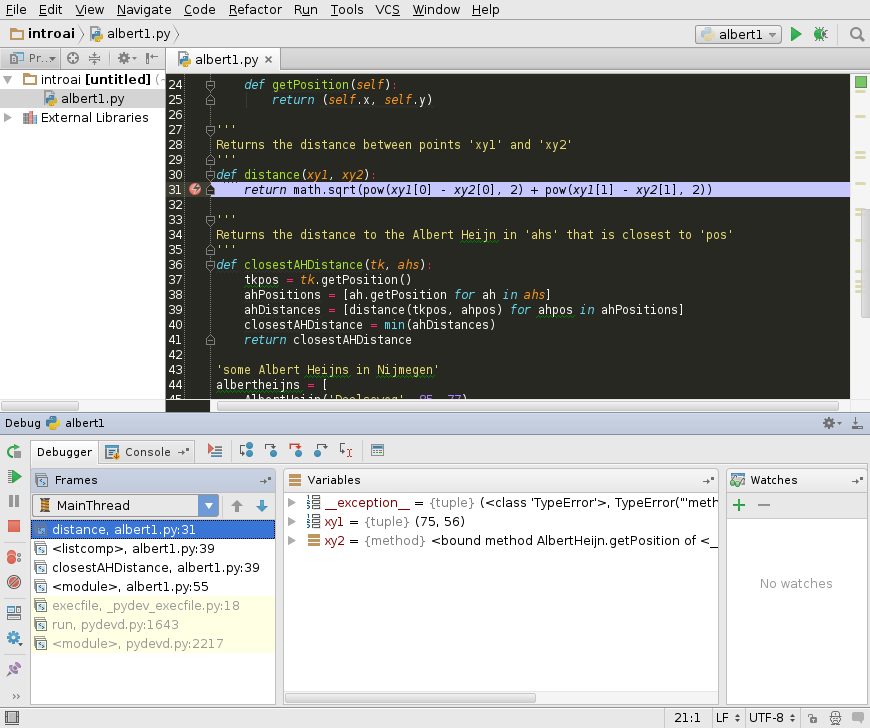 File Edit View Navigate Code Refactor Run Tools VCS Window Help
introai albert1.py albert1
Pr... albert1.py
introai [untitled] (~
albert1.py
External Libraries
24 def getPosition(self):
25 return (self.x, self.y)
26
27 '''
28 Returns the distance between points 'xy1' and 'xy2'
29 '''
30 def distance(xy1, xy2):
31 return math.sqrt(pow(xy1[0] - xy2[0], 2) + pow(xy1[1] - xy2[1], 2))
32
33 '''
34 Returns the distance to the Albert Heijn in 'ahs' that is closest to 'pos'
35 '''
36 def closestAHDistance(tk, ahs):
37 tkpos = tk.getPosition()
38 ahPositions = [ah.getPosition for ah in ahs]
39 ahDistances = [distance(tkpos, ahpos) for ahpos in ahPositions]
40 closestAHDistance = min(ahDistances)
41 return closestAHDistance
42
43 'some Albert Heijns in Nijmegen'
44 albertheijns = [
45 AlbertHeijn('Daalseweg', 85, 77)
Debug albert1
Debugger Console
Frames
MainThread
distance, albert1.py:31
<listcomp>, albert1.py:39
closestAHDistance, albert1.py:39
<module>, albert1.py:55
execfile, _pydev_execfile.py:18
run, pydevd.py:1643
<module>, pydevd.py:2217
Variables
__exception__ = {tuple} (<class 'TypeError'>, TypeError("'meth
xy1 = {tuple} (75, 56)
xy2 = {method} <bound method AlbertHeijn.getPosition of <_
Watches
No watches
21:1 LF UTF-8